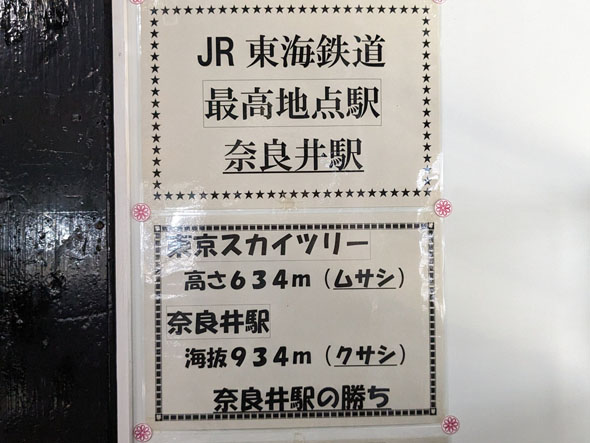 JR 東海鉄道
最高地点駅
奈良井駅
東京スカイツリー
高さ634m(ムサシ)
奈良井駅
海抜934m(クサシ)
奈良井駅の勝ち